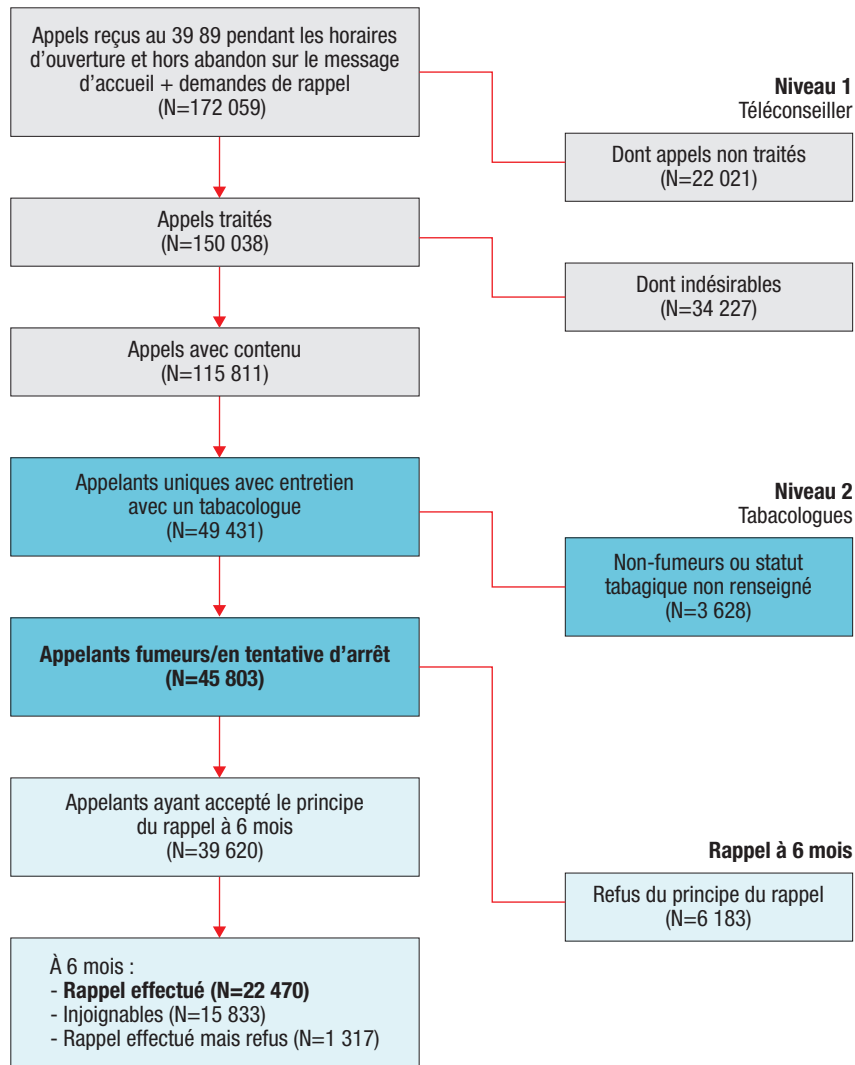 Appels reçus au 39 89 pendant les horaires
d'ouverture et hors abandon sur le message
d'accueil + demandes de rappel
(N=172 059)
Niveau 1
Téléconseiller
Dont appels non traités
(N=22 021)
Appels traités
(N=150 038)
Dont indésirables
(N=34 227)
Appels avec contenu
(N=115 811)
Appelants uniques avec entretien
avec un tabacologue
(N=49 431)
Niveau 2
Tabacologues
Non-fumeurs ou statut
tabagique non renseigné
(N=3 628)
Appelants fumeurs/en tentative d'arrêt
(N=45 803)
Appelants ayant accepté le principe
du rappel à 6 mois
(N=39 620)
Rappel à 6 mois
Refus du principe du rappel
(N=6 183)
À 6 mois :
- Rappel effectué (N=22 470)
- Injoignables (N=15 833)
- Rappel effectué mais refus (N=1 317)